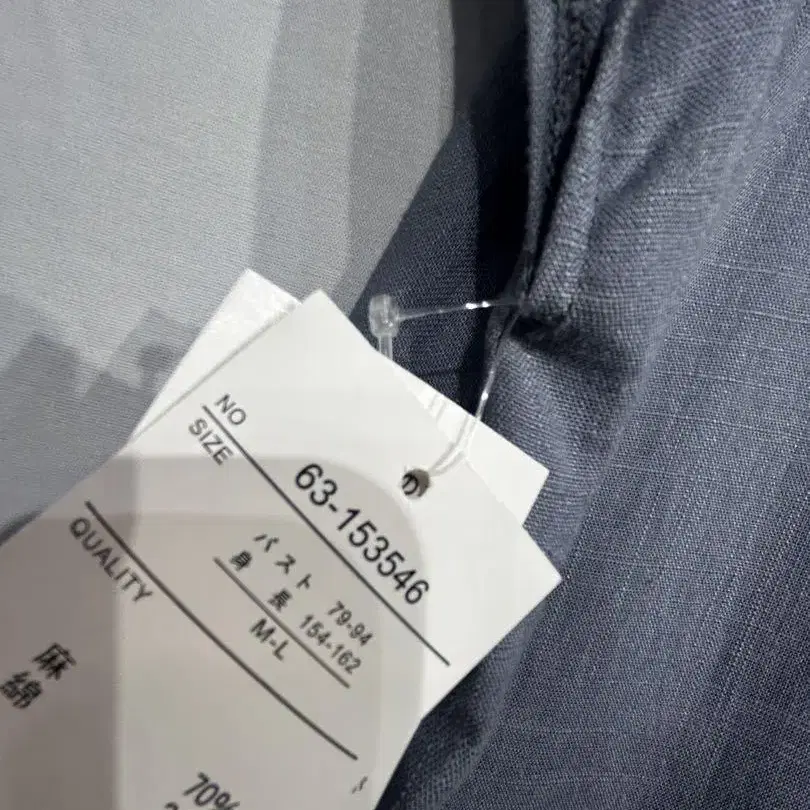 NO
63-153546
SIZE
バスト 79-94
身 長 154-162
M-L
QUALITY
麻
70%
綿